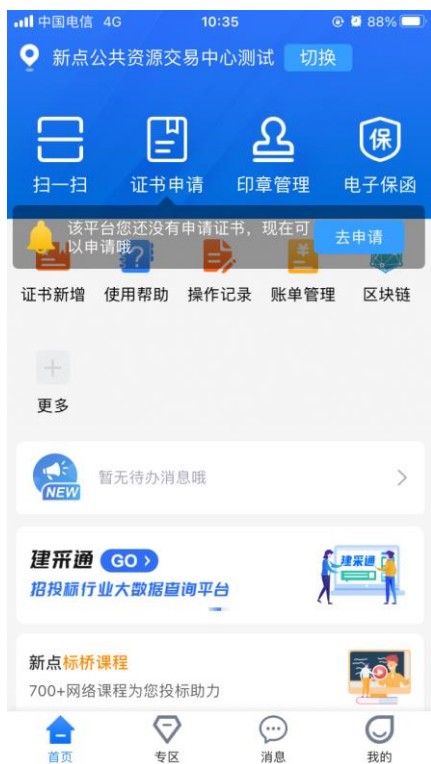 中国电信 4G 10:35 88%
新点公共资源交易中心测试 切换
保
扫一扫 证书申请 印章管理 电子保函
该平台您还没有申请证书，现在可
以申请哦
去申请
证书新增 使用帮助 操作记录 账单管理 区块链
更多
NEW
暂无待办消息哦
建采通 GO >
招投标行业大数据查询平台
建采通
新点标桥课程
700+网络课程为您投标助力
首页 专区 消息 我的